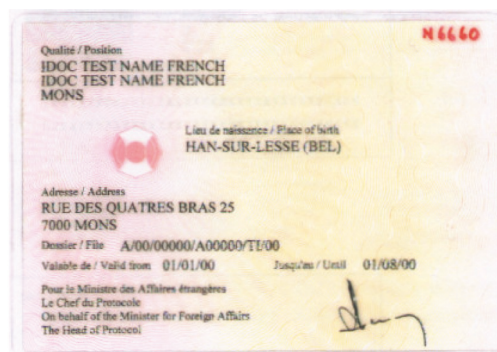 N6660
Qualité / Position
IDOC TEST NAME FRENCH
IDOC TEST NAME FRENCH
MONS
Lieu de naissance / Place of birth
HAN-SUR-LESSE (BEL)
Adresse / Address
RUE DES QUATRES BRAS 25
7000 MONS
Dossier / File A/00/00000/A00000/TI/00
Valable de / Valid from 01/01/00 Jusqu'au / Until 01/08/00
Pour le Ministre des Affaires étrangères
Le Chef du Protocole
On behalf of the Minister for Foreign Affairs
The Head of Protocol